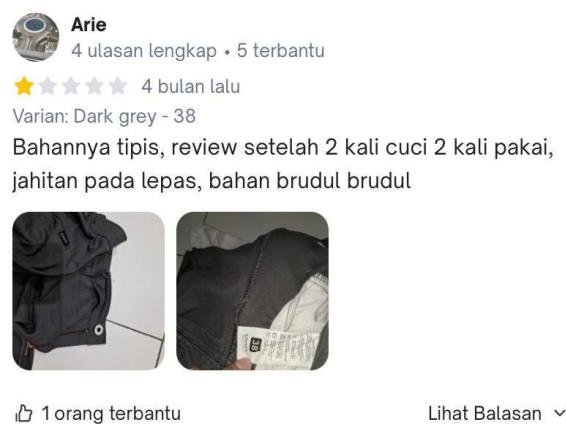 Arie
4 ulasan lengkap • 5 terbantu
4 bulan lalu
Varian: Dark grey - 38
Bahannya tipis, review setelah 2 kali cuci 2 kali pakai,
jahitan pada lepas, bahan brudul brudul
38
1 orang terbantu
Lihat Balasan